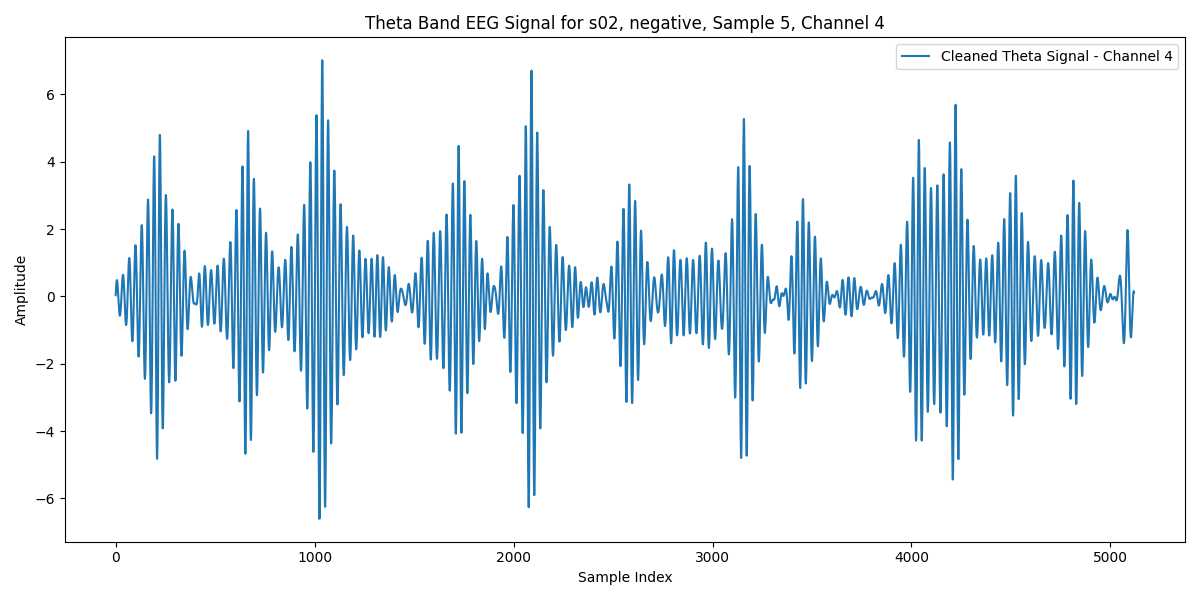 Theta Band EEG Signal for s02, negative, Sample 5, Channel 4
Cleaned Theta Signal - Channel 4
Amplitude
6
4
2
0
−2
−4
−6
0 1000 2000 3000 4000 5000
Sample Index